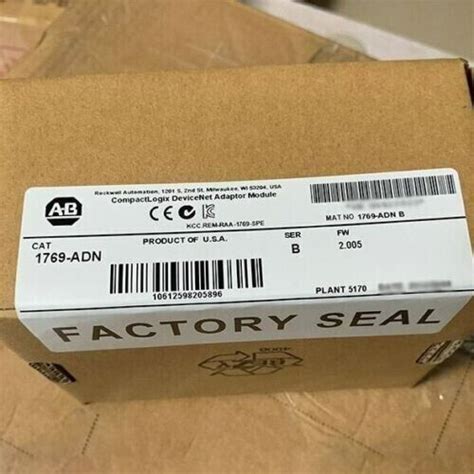 Rockwell Automation, 1201 S. 2nd St. Milwaukee, WI 53204, USA
CompactLogix DeviceNet Adaptor Module
A-B
CE
KCC.REM-RAA-1769-SPE
MAT NO 1769-ADN B
CAT
1769-ADN
PRODUCT OF U.S.A.
SER
B
FW
2.005
10612598205896
PLANT 5170
FACTORY SEAL